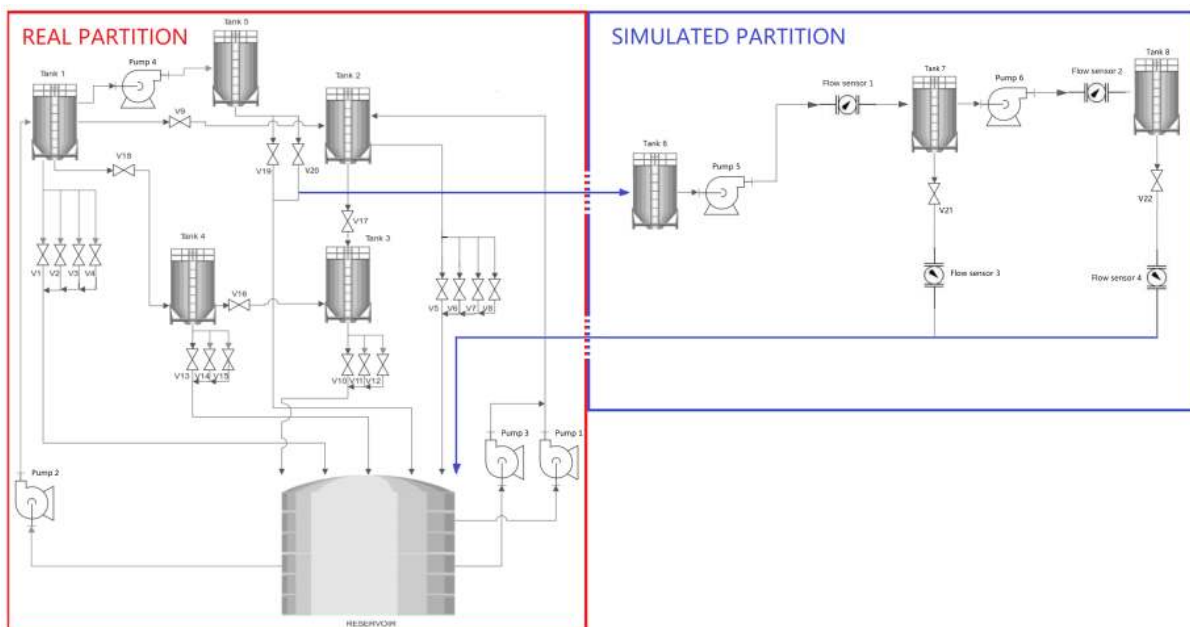 REAL PARTITION
SIMULATED PARTITION
Tank 5
Pump 4
Tank 1
Tank 2
V9
V18
V19
V20
V17
V1
V2
V3
V4
Tank 4
Tank 3
V16
V5
V6
V7
V8
V13
V14
V15
V10
V11
V12
Pump 2
Pump 3
Pump 1
RESERVOIR
Tank 6
Pump 5
Flow sensor 1
Tank 7
Pump 6
Flow sensor 2
Tank 8
V21
V22
Flow sensor 3
Flow sensor 4